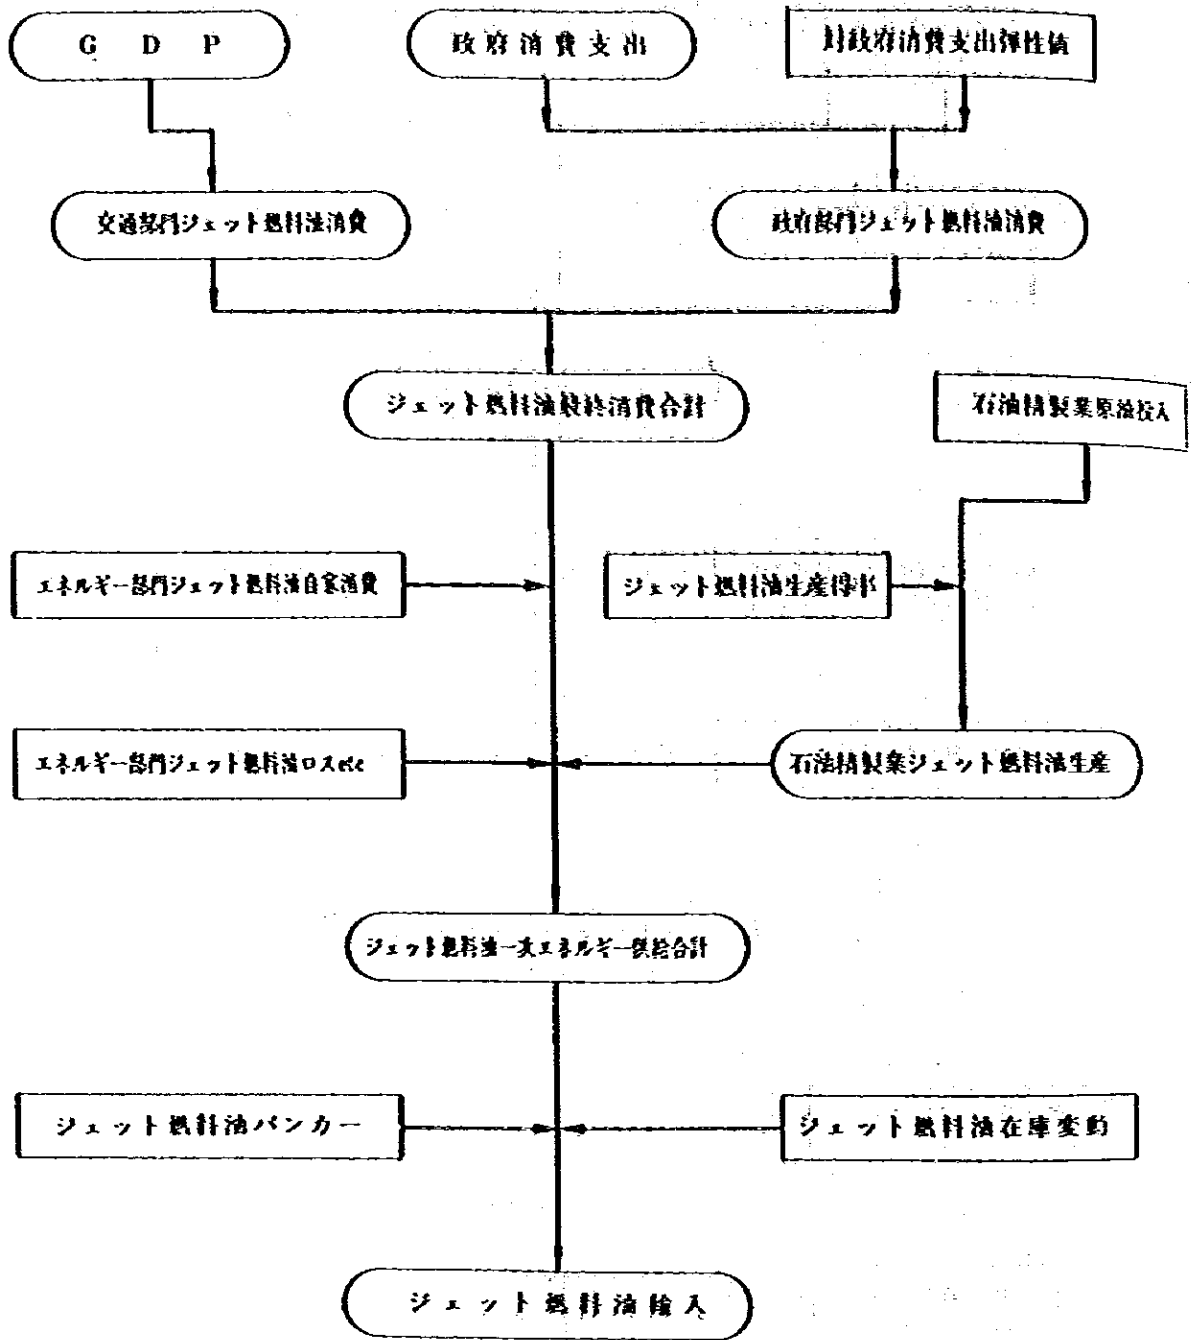 G D P
政府消費支出
対政府消費支出弾性値
交通部門ジェット燃料油消費
政府部門ジェット燃料油消費
ジェット燃料油最終消費合計
石油精製業原油投入
エネルギー部門ジェット燃料油自家消費
ジェット燃料油生産得率
エネルギー部門ジェット燃料油ロスetc
石油精製業ジェット燃料油生産
ジェット燃料油一次エネルギー供給合計
ジェット燃料油バンカー
ジェット燃料油在庫変動
ジェット燃料油輸入